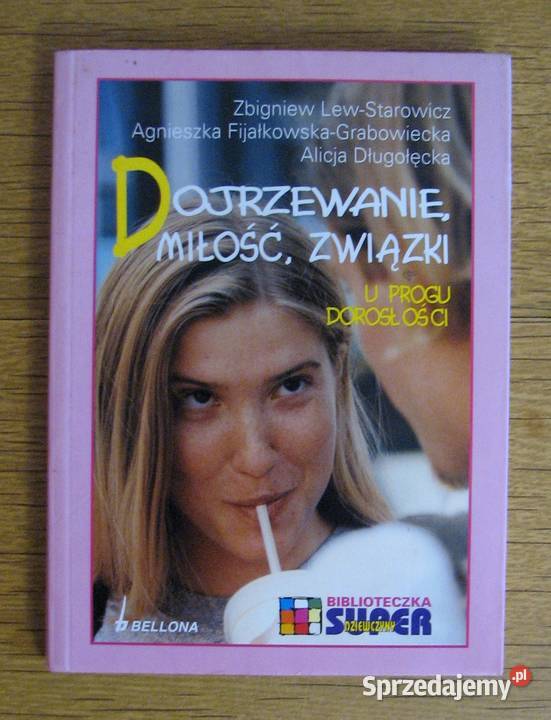 Zbigniew Lew-Starowicz
Agnieszka Fijałkowska-Grabowiecka
Alicja Długołęcka
DOJRZEWANIE,
MIŁOŚĆ, ZWIĄZKI
U PROGU
DOROSŁOŚCI
BIBLIOTECZKA
SUPER
DZIEWCZYNY
b BELLONA
Sprzedajemy.pl